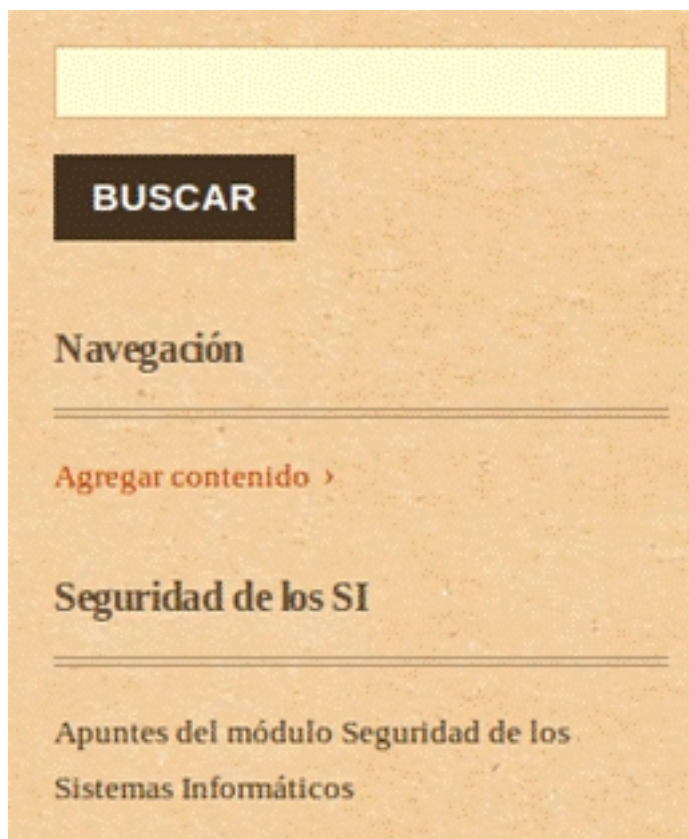 BUSCAR
Navegación
Agregar contenido ›
Seguridad de los SI
Apuntes del módulo Seguridad de los
Sistemas Informáticos